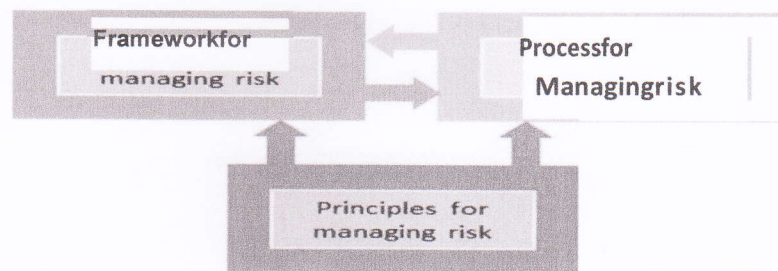 Frameworkfor
managing risk
Processfor
Managingrisk
Principles for
managing risk